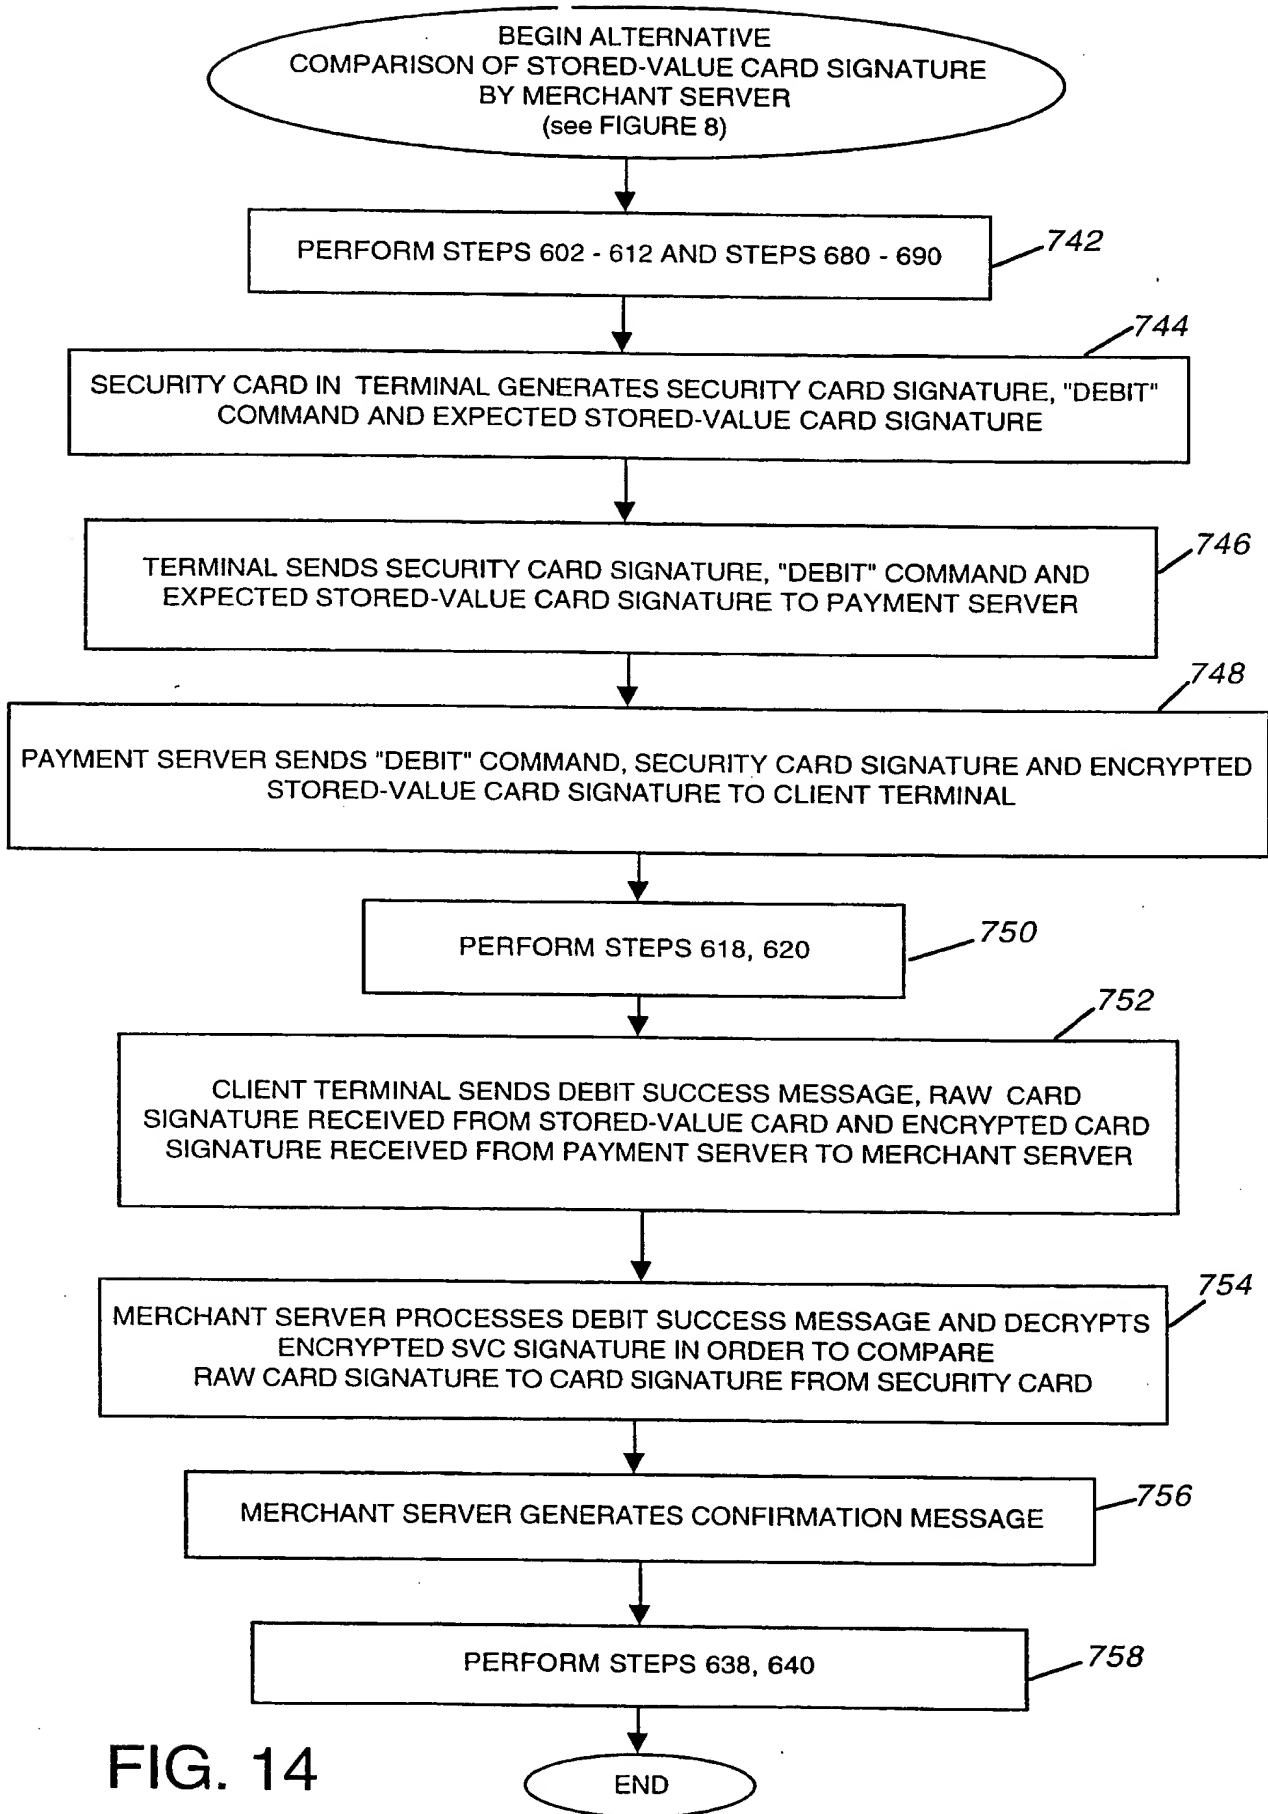 BEGIN ALTERNATIVE
COMPARISON OF STORED-VALUE CARD SIGNATURE
BY MERCHANT SERVER
(see FIGURE 8)
PERFORM STEPS 602 - 612 AND STEPS 680 - 690
742
744
SECURITY CARD IN TERMINAL GENERATES SECURITY CARD SIGNATURE, "DEBIT"
COMMAND AND EXPECTED STORED-VALUE CARD SIGNATURE
746
TERMINAL SENDS SECURITY CARD SIGNATURE, "DEBIT" COMMAND AND
EXPECTED STORED-VALUE CARD SIGNATURE TO PAYMENT SERVER
748
PAYMENT SERVER SENDS "DEBIT" COMMAND, SECURITY CARD SIGNATURE AND ENCRYPTED
STORED-VALUE CARD SIGNATURE TO CLIENT TERMINAL
PERFORM STEPS 618, 620
750
752
CLIENT TERMINAL SENDS DEBIT SUCCESS MESSAGE, RAW CARD
SIGNATURE RECEIVED FROM STORED-VALUE CARD AND ENCRYPTED CARD
SIGNATURE RECEIVED FROM PAYMENT SERVER TO MERCHANT SERVER
754
MERCHANT SERVER PROCESSES DEBIT SUCCESS MESSAGE AND DECRYPTS
ENCRYPTED SVC SIGNATURE IN ORDER TO COMPARE
RAW CARD SIGNATURE TO CARD SIGNATURE FROM SECURITY CARD
MERCHANT SERVER GENERATES CONFIRMATION MESSAGE
756
PERFORM STEPS 638, 640
758
FIG. 14
END